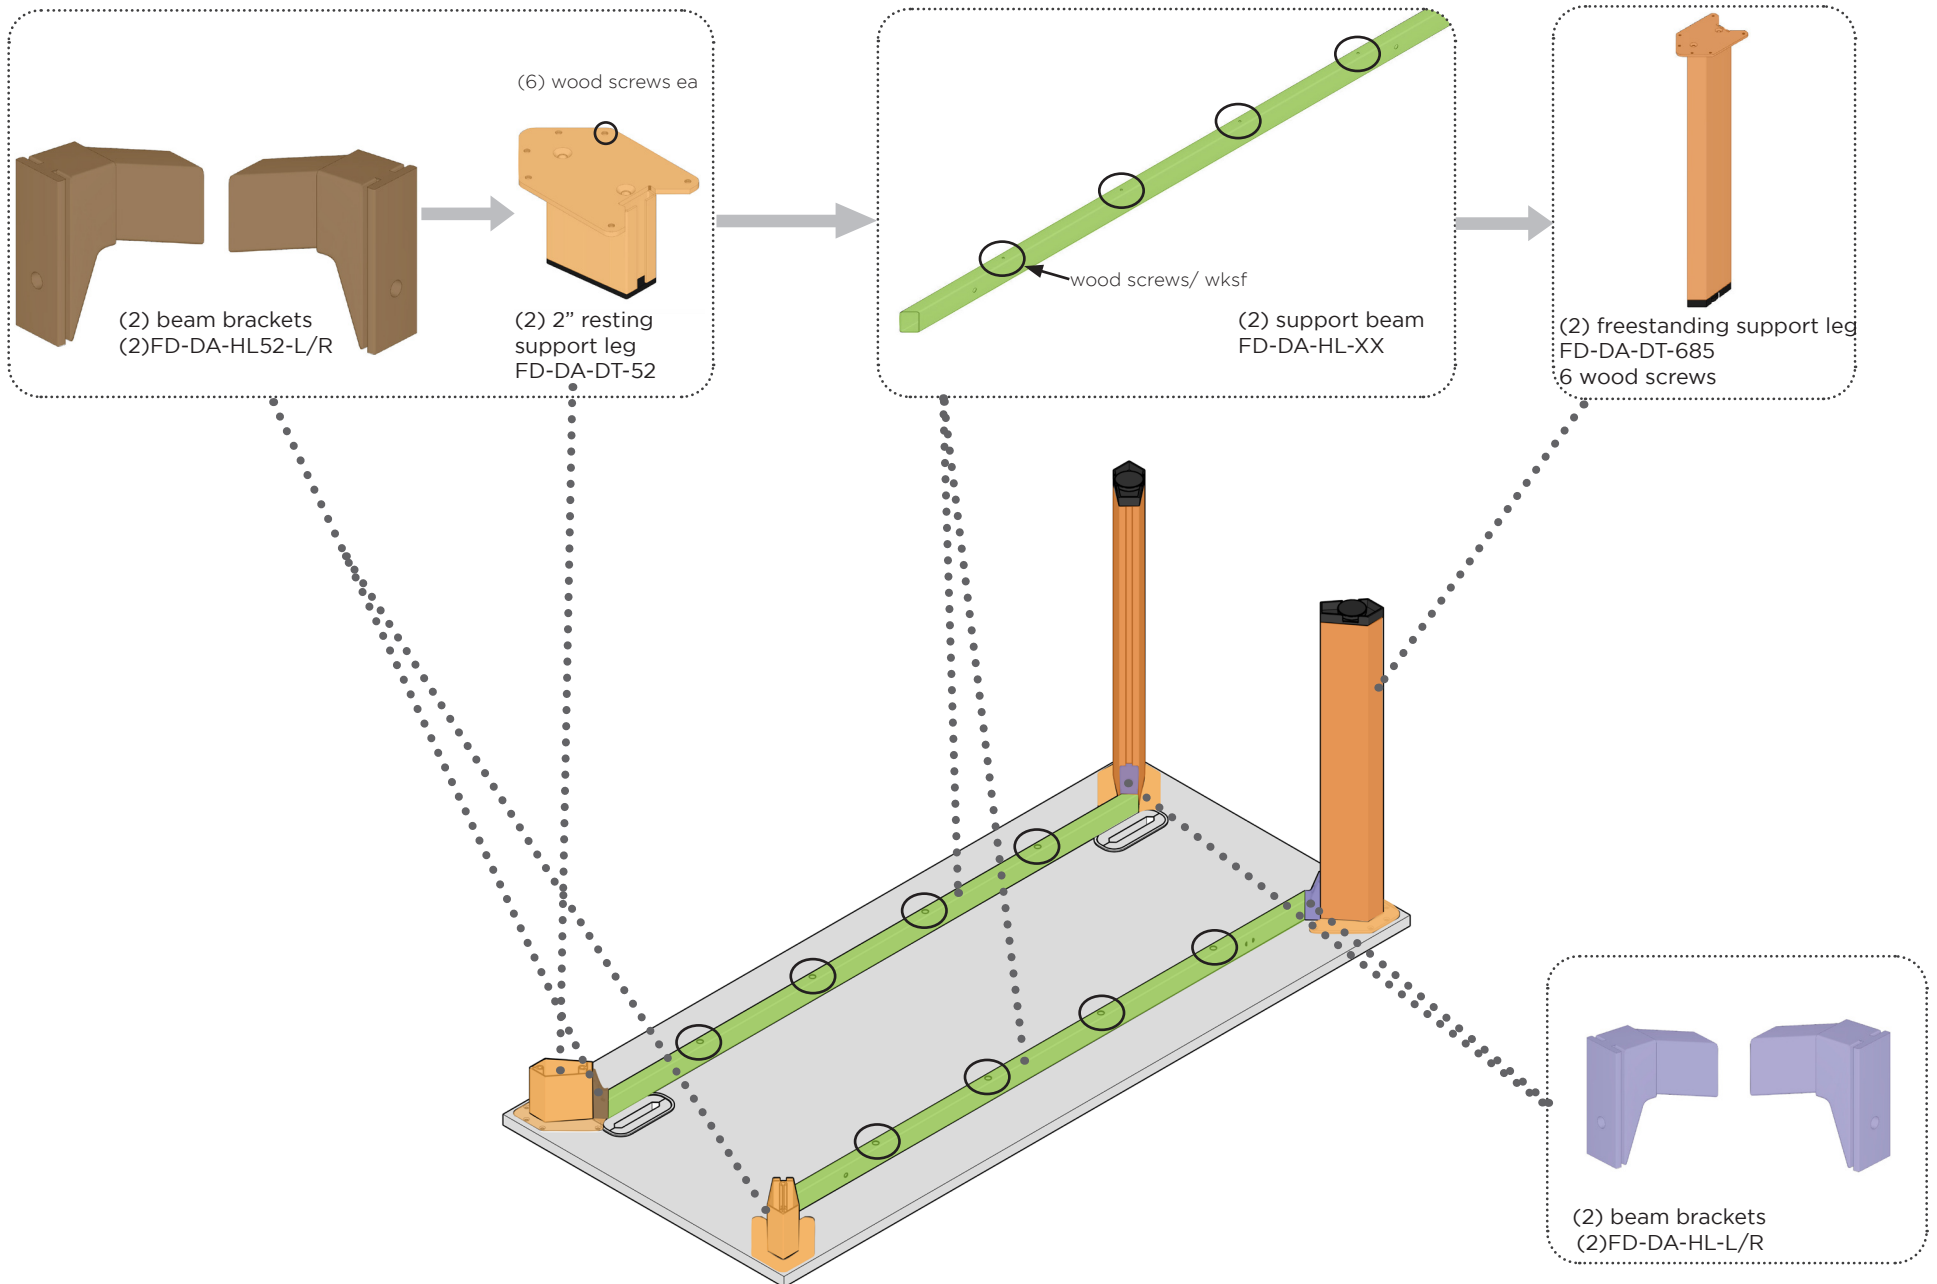 (6) wood screws ea
(2) beam brackets
(2)FD-DA-HL52-L/R
(2) 2” resting
support leg
FD-DA-DT-52
wood screws/ wksf
(2) support beam
FD-DA-HL-XX
(2) freestanding support leg
FD-DA-DT-685
6 wood screws
(2) beam brackets
(2)FD-DA-HL-L/R